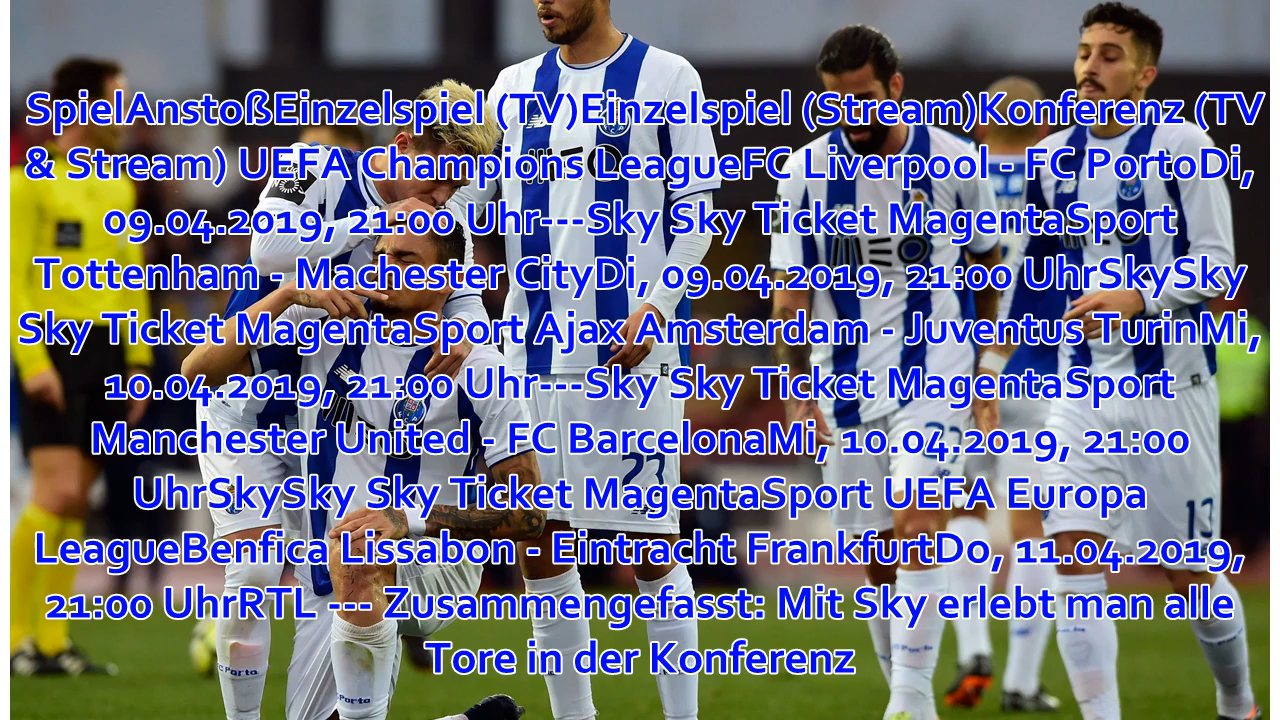 SpielAnstoßEinzelspiel (TV)Einzelspiel (Stream)Konferenz (TV
& Stream) UEFA Champions LeagueFC Liverpool - FC PortoDi,
09.04.2019, 21:00 Uhr---Sky Sky Ticket MagentaSport
Tottenham - Machester CityDi, 09.04.2019, 21:00 UhrSkySky
Sky Ticket MagentaSport Ajax Amsterdam - Juventus TurinMi,
10.04.2019, 21:00 Uhr---Sky Sky Ticket MagentaSport
Manchester United - FC BarcelonaMi, 10.04.2019, 21:00
UhrSkySky Sky Ticket MagentaSport UEFA Europa
LeagueBenfica Lissabon - Eintracht FrankfurtDo, 11.04.2019,
21:00 UhrRTL --- Zusammengefasst: Mit Sky erlebt man alle
Tore in der Konferenz
23
13